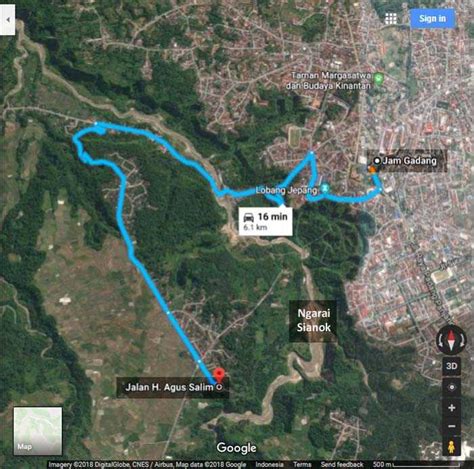 Sign in
Taman Margasatwa
dan Budaya Kinantan
Jam Gadang
Lobang Jepang
16 min
6.1 km
Ngarai
Sianok
3D
Jalan H. Agus Salim
Map
Google
Imagery ©2018 DigitalGlobe, CNES / Airbus, Map data ©2018 Google Indonesia Terms Send feedback 500 m